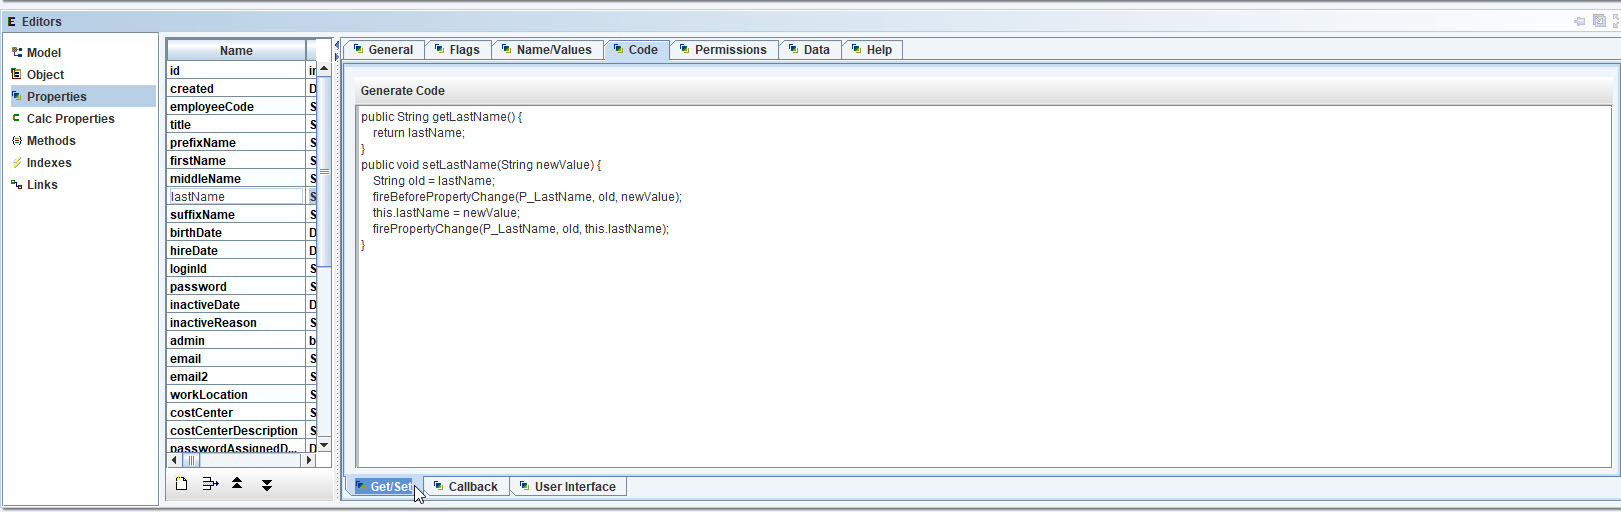 Editors
Model
Object
Properties
Calc Properties
Methods
Indexes
Links
Name
id
created
employeeCode
title
prefixName
firstName
middleName
lastName
suffixName
birthDate
hireDate
loginId
password
inactiveDate
inactiveReason
admin
email
email2
workLocation
costCenter
costCenterDescription
passwordAssignedD...
General Flags Name/Values Code Permissions Data Help
Generate Code
public String getLastName() {
return lastName;
}
public void setLastName(String newValue) {
String old = lastName;
fireBeforePropertyChange(P_LastName, old, newValue);
this.lastName = newValue;
firePropertyChange(P_LastName, old, this.lastName);
}
Get/Set Callback User Interface